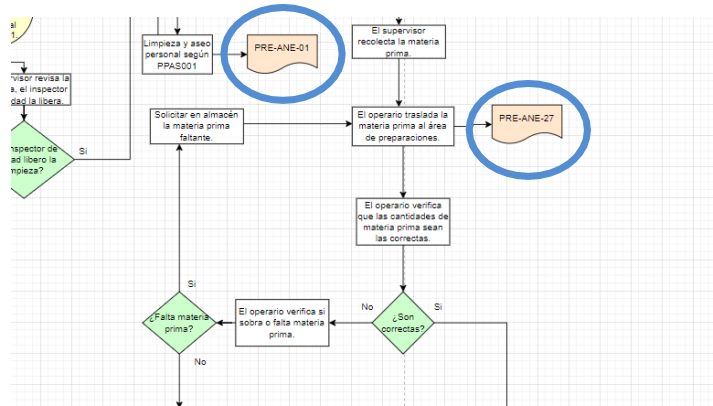 al
1.
Limpieza y aseo
personal según
PPAS001
PRE-ANE-01
El supervisor
recolecta la materia
prima.
visor revisa la
a, el inspector
dad la libera.
Solicitar en almacén
la materia prima
faltante.
El operario traslada la
materia prima al área
de preparaciones.
PRE-ANE-27
nspector de
ad libero la
mpieza?
Si
El operario verifica
que las cantidades de
materia prima sean
las correctas.
Si
¿Falta materia
prima?
El operario verifica si
sobra o falta materia
prima.
No
¿Son
correctas?
Si
No